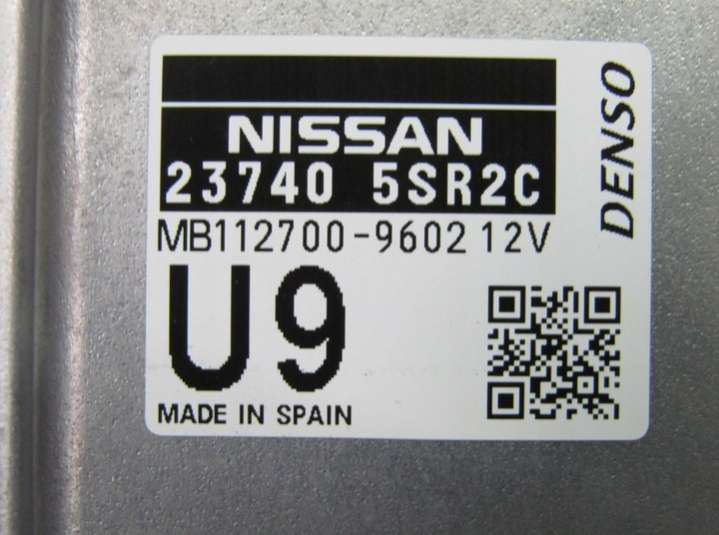 NISSAN
23740 5SR2C
MB112700-9602 12V
U9
MADE IN SPAIN
DENSO